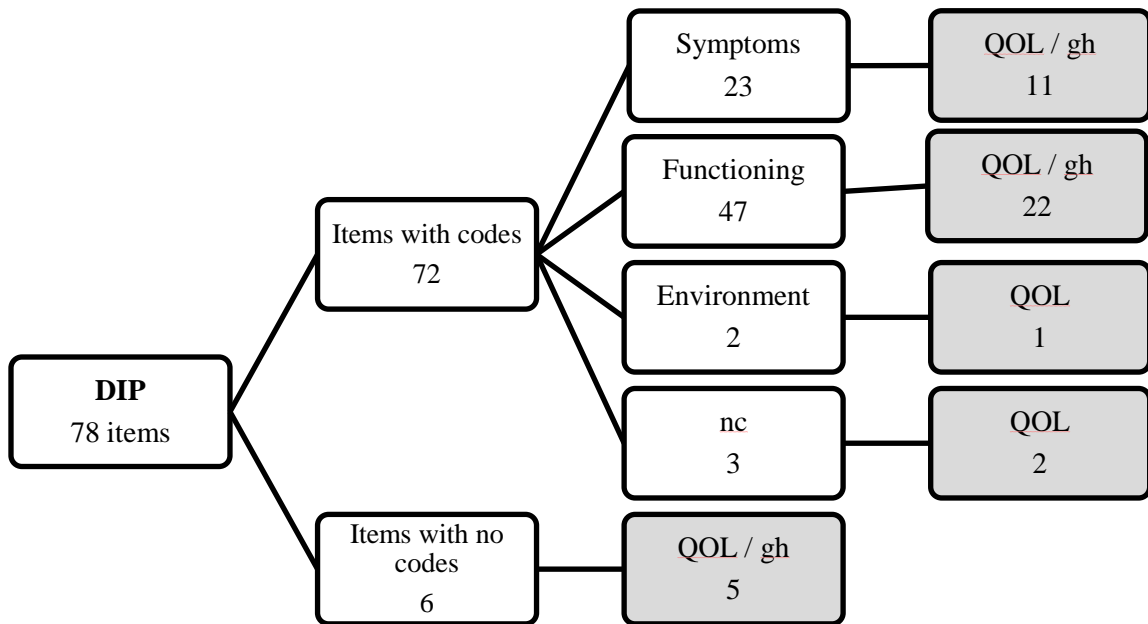 Symptoms
23
QOL / gh
11
Functioning
47
QOL / gh
22
Items with codes
72
Environment
2
QOL
1
DIP
78 items
nc
3
QOL
2
Items with no
codes
6
QOL / gh
5